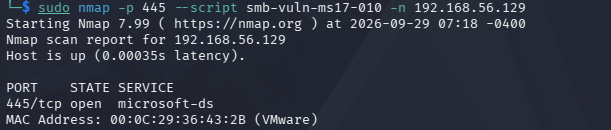 └─$ sudo nmap -p 445 --script smb-vuln-ms17-010 -n 192.168.56.129
Starting Nmap 7.99 ( https://nmap.org ) at 2026-09-29 07:18 -0400
Nmap scan report for 192.168.56.129
Host is up (0.00035s latency).
PORT    STATE SERVICE
445/tcp open  microsoft-ds
MAC Address: 00:0C:29:36:43:2B (VMware)